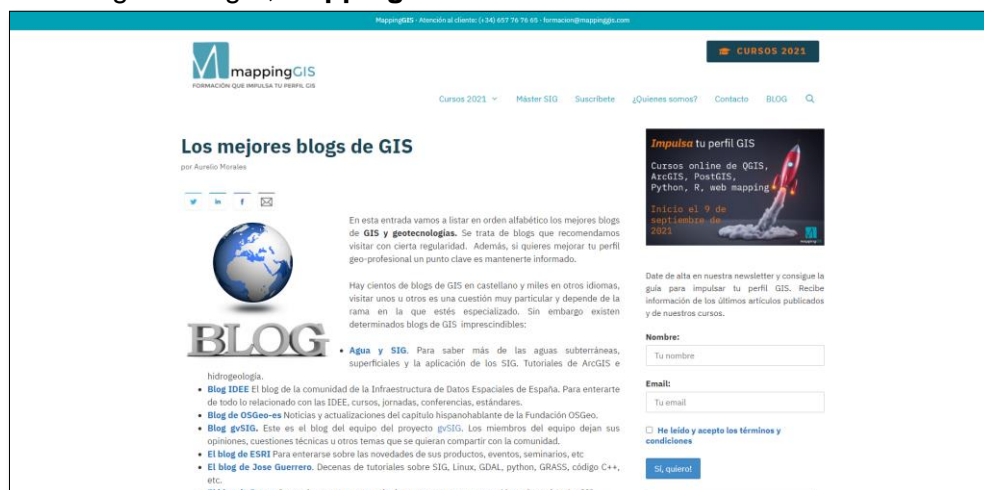 MappingGIS - Atención al cliente: (+34) 657 76 76 65 - formacion@mappinggis.com
mappingGIS
FORMACIÓN QUE IMPULSA TU PERFIL GIS
CURSOS 2021
Cursos 2021
Máster SIG
Suscríbete
¿Quienes somos?
Contacto
BLOG
Los mejores blogs de GIS
por Aurelio Morales
En esta entrada vamos a listar en orden alfabético los mejores blogs
de GIS y geotecnologías. Se trata de blogs que recomendamos
visitar con cierta regularidad. Además, si quieres mejorar tu perfil
geo-profesional un punto clave es mantenerte informado.
Hay cientos de blogs de GIS en castellano y miles en otros idiomas,
visitar unos u otros es una cuestión muy particular y depende de la
rama en la que estés especializado. Sin embargo existen
determinados blogs de GIS imprescindibles:
BLOG
• Agua y SIG. Para saber más de las aguas subterráneas,
superficiales y la aplicación de los SIG. Tutoriales de ArcGIS e
hidrogeología.
• Blog IDEE El blog de la comunidad de la Infraestructura de Datos Espaciales de España. Para enterarte
de todo lo relacionado con las IDEE, cursos, jornadas, conferencias, estándares.
• Blog de OSGeo-es Noticias y actualizaciones del capítulo hispanohablante de la Fundación OSGeo.
• Blog gvSIG. Este es el blog del equipo del proyecto gvSIG. Los miembros del equipo dejan sus
opiniones, cuestiones técnicas u otros temas que se quieran compartir con la comunidad.
• El blog de ESRI Para enterarse sobre las novedades de sus productos, eventos, seminarios, etc
• El blog de Jose Guerrero. Decenas de tutoriales sobre SIG, Linux, GDAL, python, GRASS, código C++,
etc.
Impulsa tu perfil GIS
Cursos online de QGIS,
ArcGIS, PostGIS,
Python, R, web mapping
Inicio el 9 de
septiembre de
2021
mappingGIS
Date de alta en nuestra newsletter y consigue la
guía para impulsar tu perfil GIS. Recibe
información de los últimos artículos publicados
y de nuestros cursos.
Nombre:
Tu nombre
Email:
Tu email
He leído y acepto los términos y
condiciones
Sí, quiero!